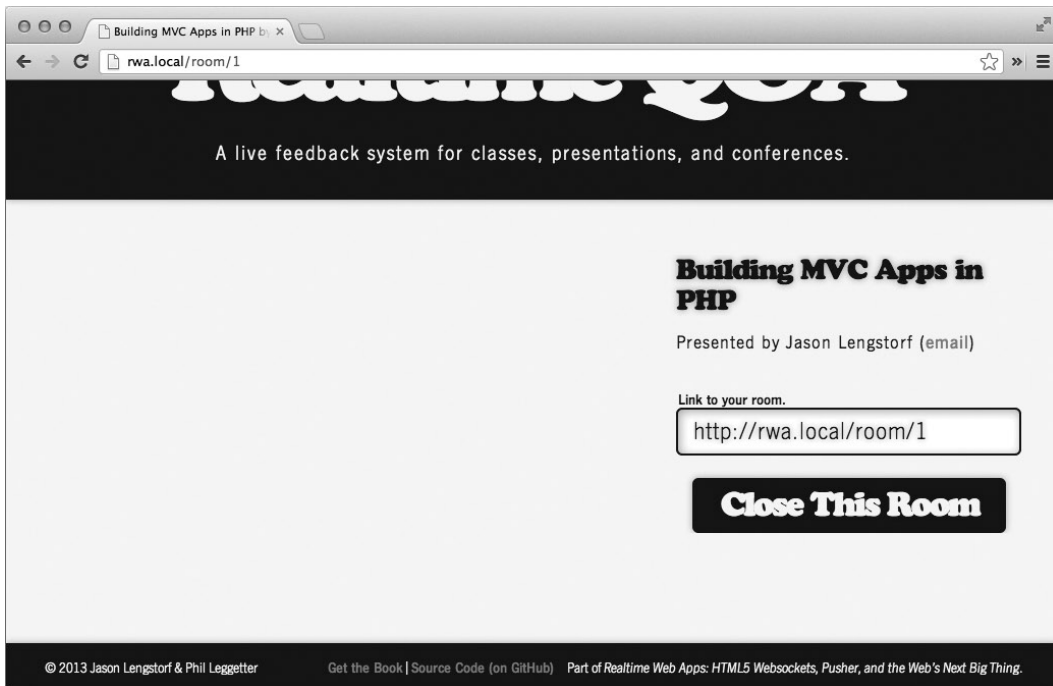 Building MVC Apps in PHP by
rwa.local/room/1
Realtime Q&A
A live feedback system for classes, presentations, and conferences.
Building MVC Apps in
PHP
Presented by Jason Lengstorf (email)
Link to your room.
http://rwa.local/room/1
Close This Room
© 2013 Jason Lengstorf & Phil Leggetter
Get the Book | Source Code (on GitHub)
Part of Realtime Web Apps: HTML5 Websockets, Pusher, and the Web's Next Big Thing.